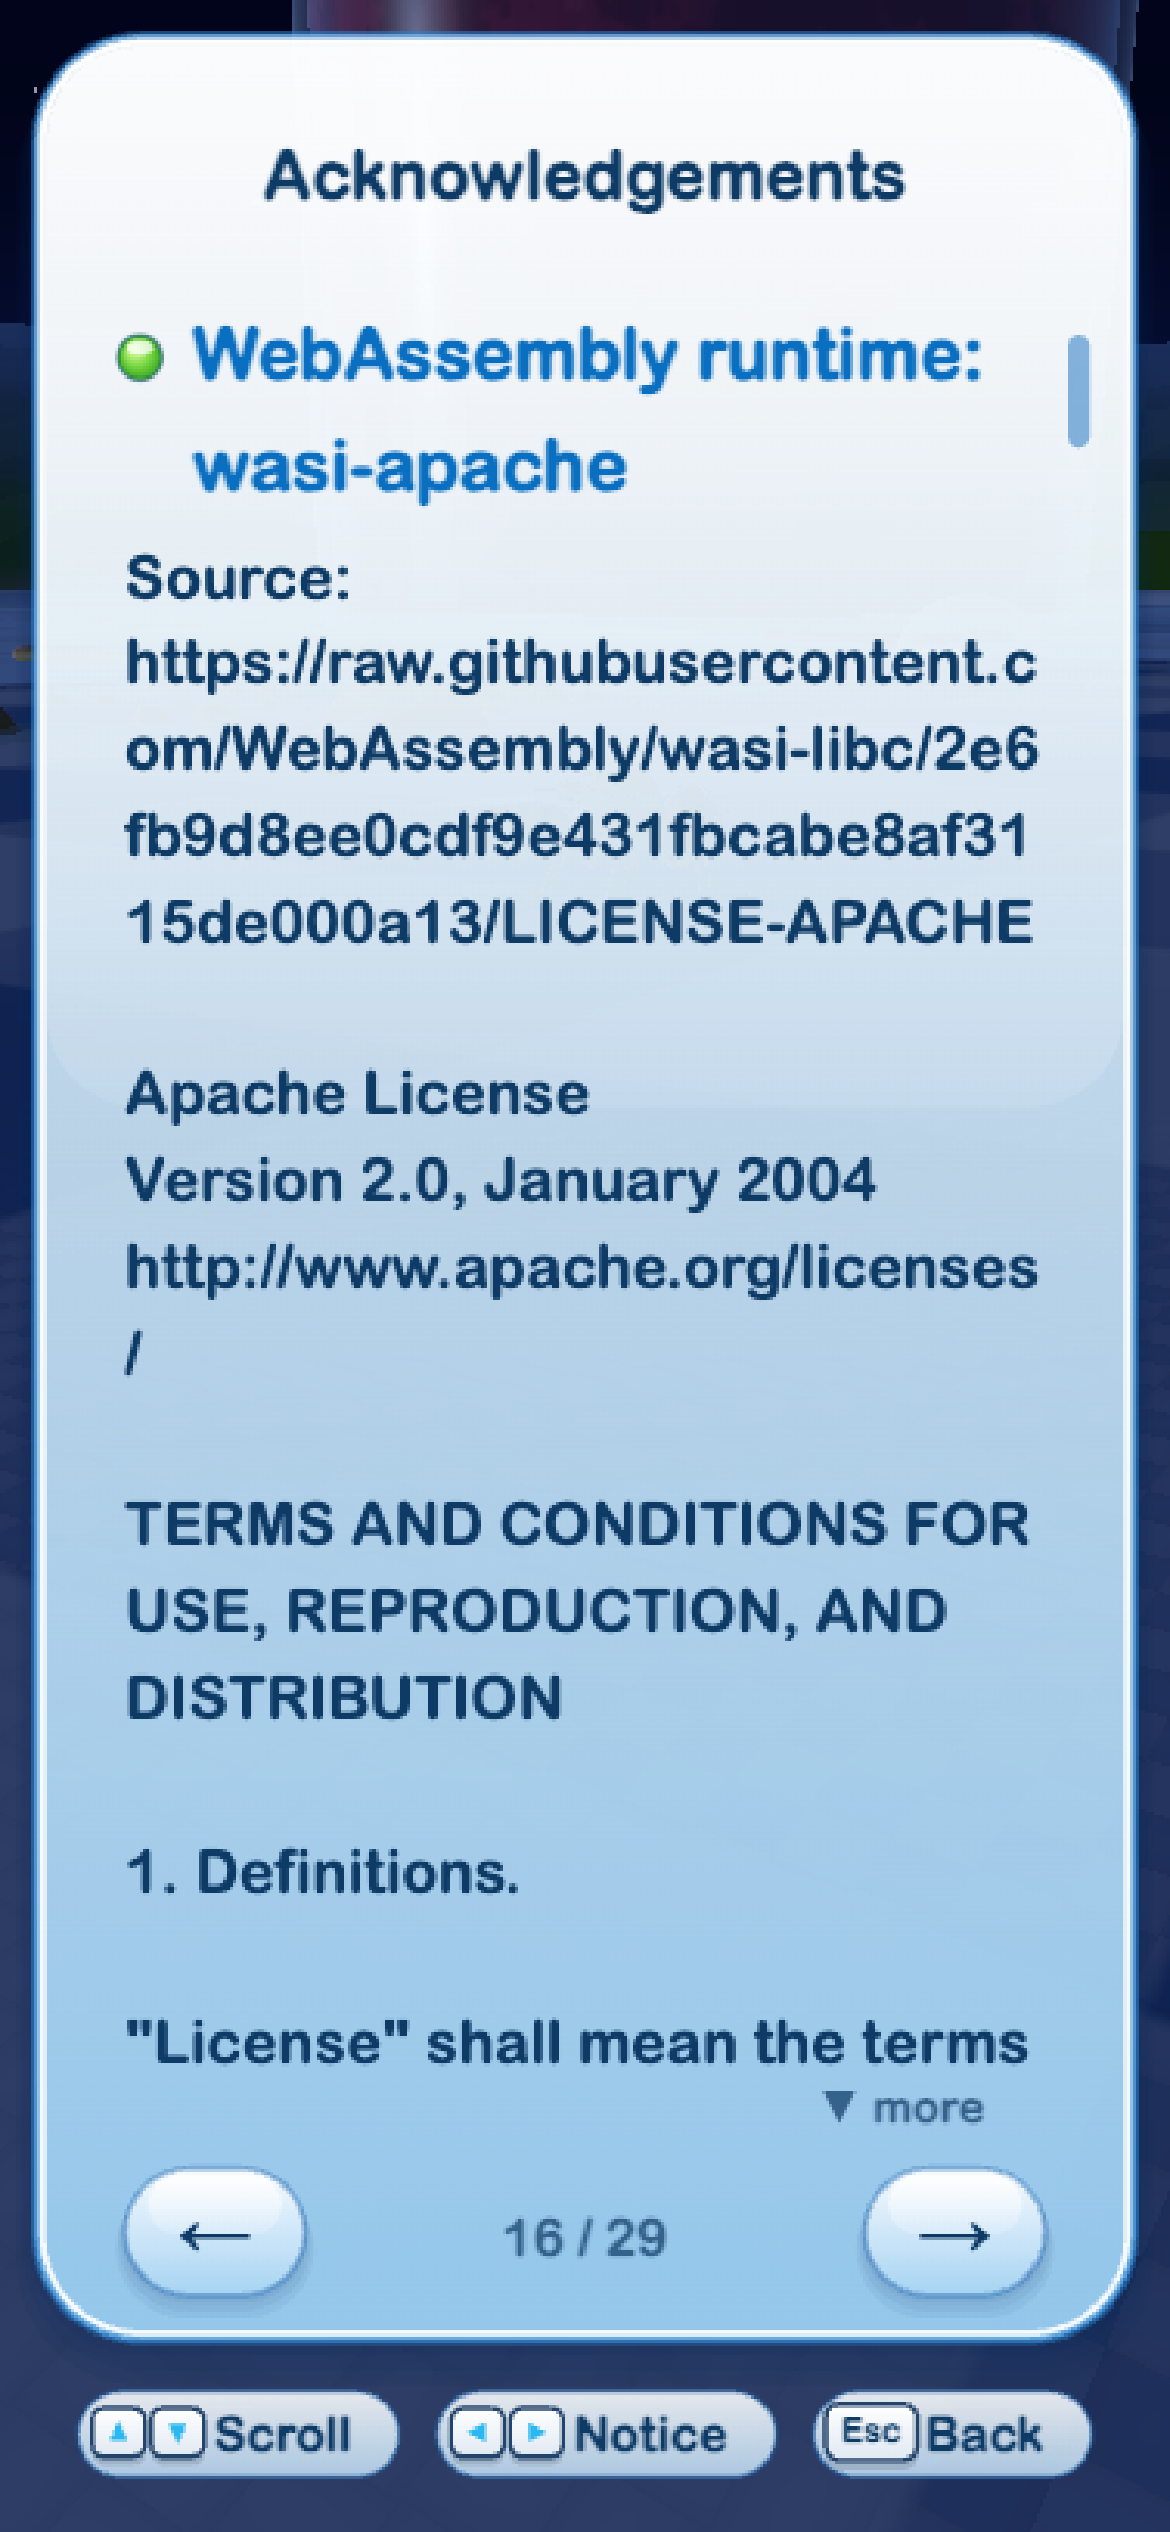 Acknowledgements
WebAssembly runtime:
wasi-apache
Source:
https://raw.githubusercontent.c
om/WebAssembly/wasi-libc/2e6
fb9d8ee0cdf9e431fbcabe8af31
15de000a13/LICENSE-APACHE
Apache License
Version 2.0, January 2004
http://www.apache.org/licenses
/
TERMS AND CONDITIONS FOR
USE, REPRODUCTION, AND
DISTRIBUTION
1. Definitions.
"License" shall mean the terms
▼ more
← 16 / 29 →
▲ ▼ Scroll ◀ ▶ Notice Esc Back